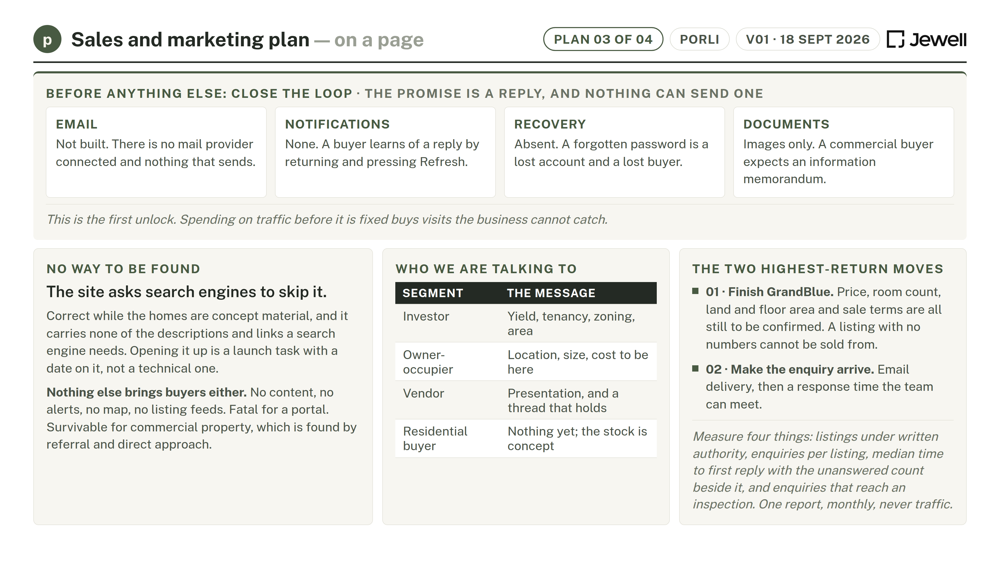 p
Sales and marketing plan — on a page
PLAN 03 OF 04
PORLI
V01 · 18 SEPT 2026
Jewell
BEFORE ANYTHING ELSE: CLOSE THE LOOP · THE PROMISE IS A REPLY, AND NOTHING CAN SEND ONE
EMAIL
Not built. There is no mail provider
connected and nothing that sends.
NOTIFICATIONS
None. A buyer learns of a reply by
returning and pressing Refresh.
RECOVERY
Absent. A forgotten password is a
lost account and a lost buyer.
DOCUMENTS
Images only. A commercial buyer
expects an information
memorandum.
This is the first unlock. Spending on traffic before it is fixed buys visits the business cannot catch.
NO WAY TO BE FOUND
The site asks search engines to skip it.
Correct while the homes are concept material, and it
carries none of the descriptions and links a search
engine needs. Opening it up is a launch task with a
date on it, not a technical one.
Nothing else brings buyers either. No content, no
alerts, no map, no listing feeds. Fatal for a portal.
Survivable for commercial property, which is found by
referral and direct approach.
WHO WE ARE TALKING TO
SEGMENT THE MESSAGE
Investor
Yield, tenancy, zoning,
area
Owner-
occupier
Location, size, cost to be
here
Vendor
Presentation, and a
thread that holds
Residential
buyer
Nothing yet; the stock is
concept
THE TWO HIGHEST-RETURN MOVES
01 · Finish GrandBlue. Price, room count,
land and floor area and sale terms are all
still to be confirmed. A listing with no
numbers cannot be sold from.
02 · Make the enquiry arrive. Email
delivery, then a response time the team
can meet.
Measure four things: listings under written
authority, enquiries per listing, median time
to first reply with the unanswered count
beside it, and enquiries that reach an
inspection. One report, monthly, never traffic.